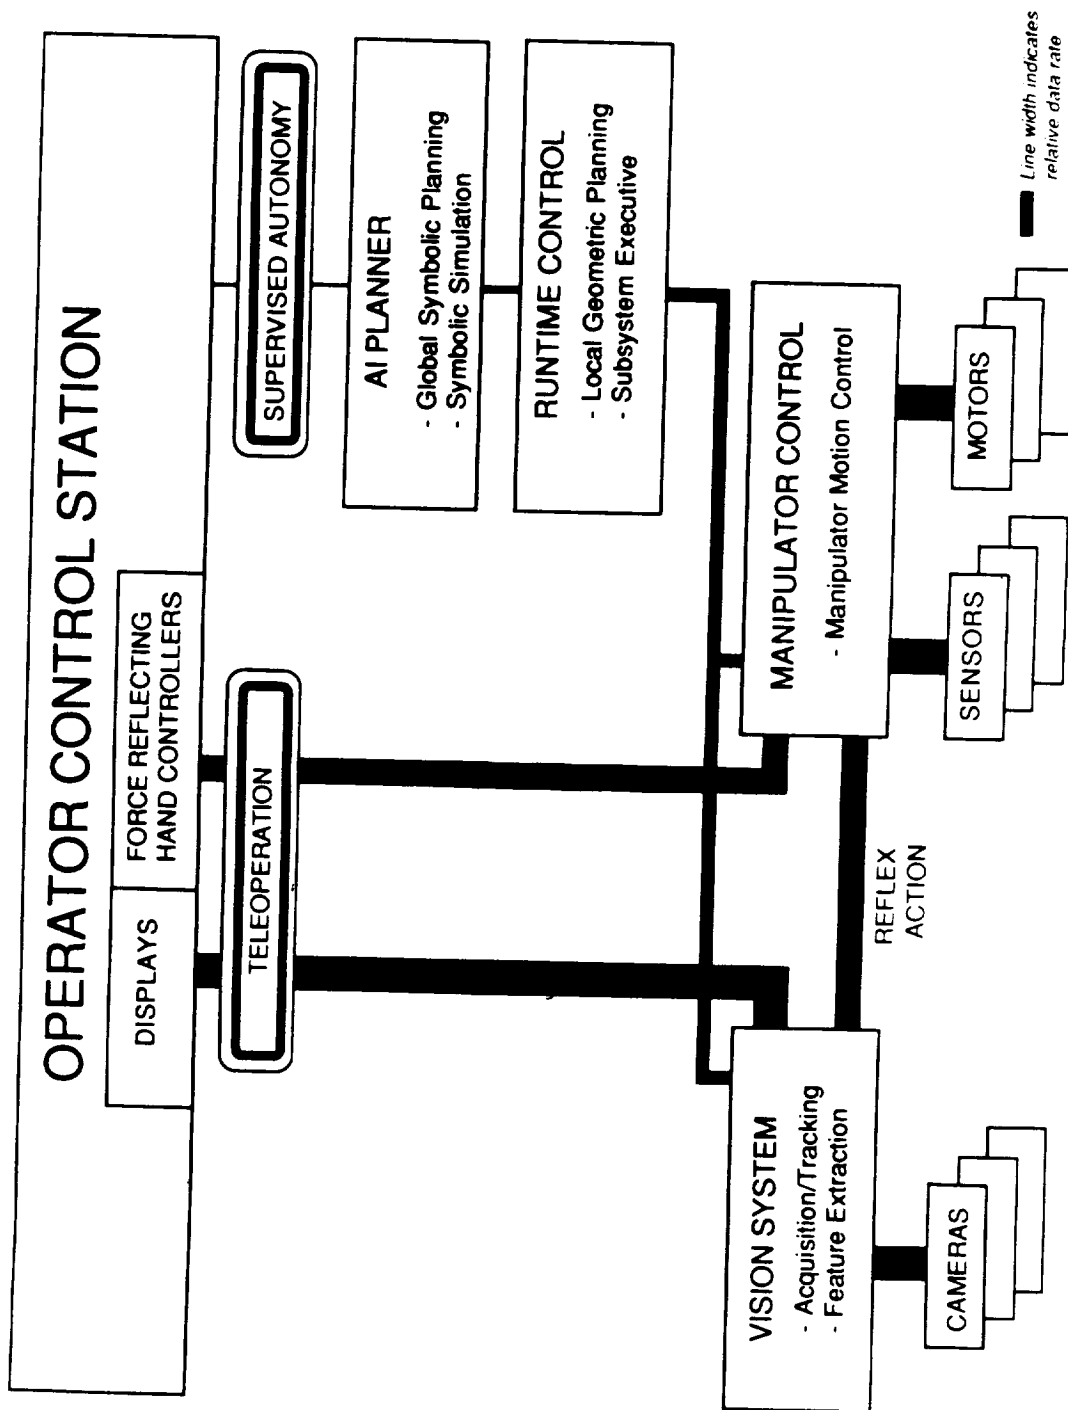 OPERATOR CONTROL STATION
DISPLAYS
FORCE REFLECTING
HAND CONTROLLERS
TELEOPERATION
SUPERVISED AUTONOMY
AI PLANNER
- Global Symbolic Planning
- Symbolic Simulation
RUNTIME CONTROL
- Local Geometric Planning
- Subsystem Executive
VISION SYSTEM
- Acquisition/Tracking
- Feature Extraction
REFLEX
ACTION
MANIPULATOR CONTROL
- Manipulator Motion Control
CAMERAS
SENSORS
MOTORS
Line width indicates
relative data rate